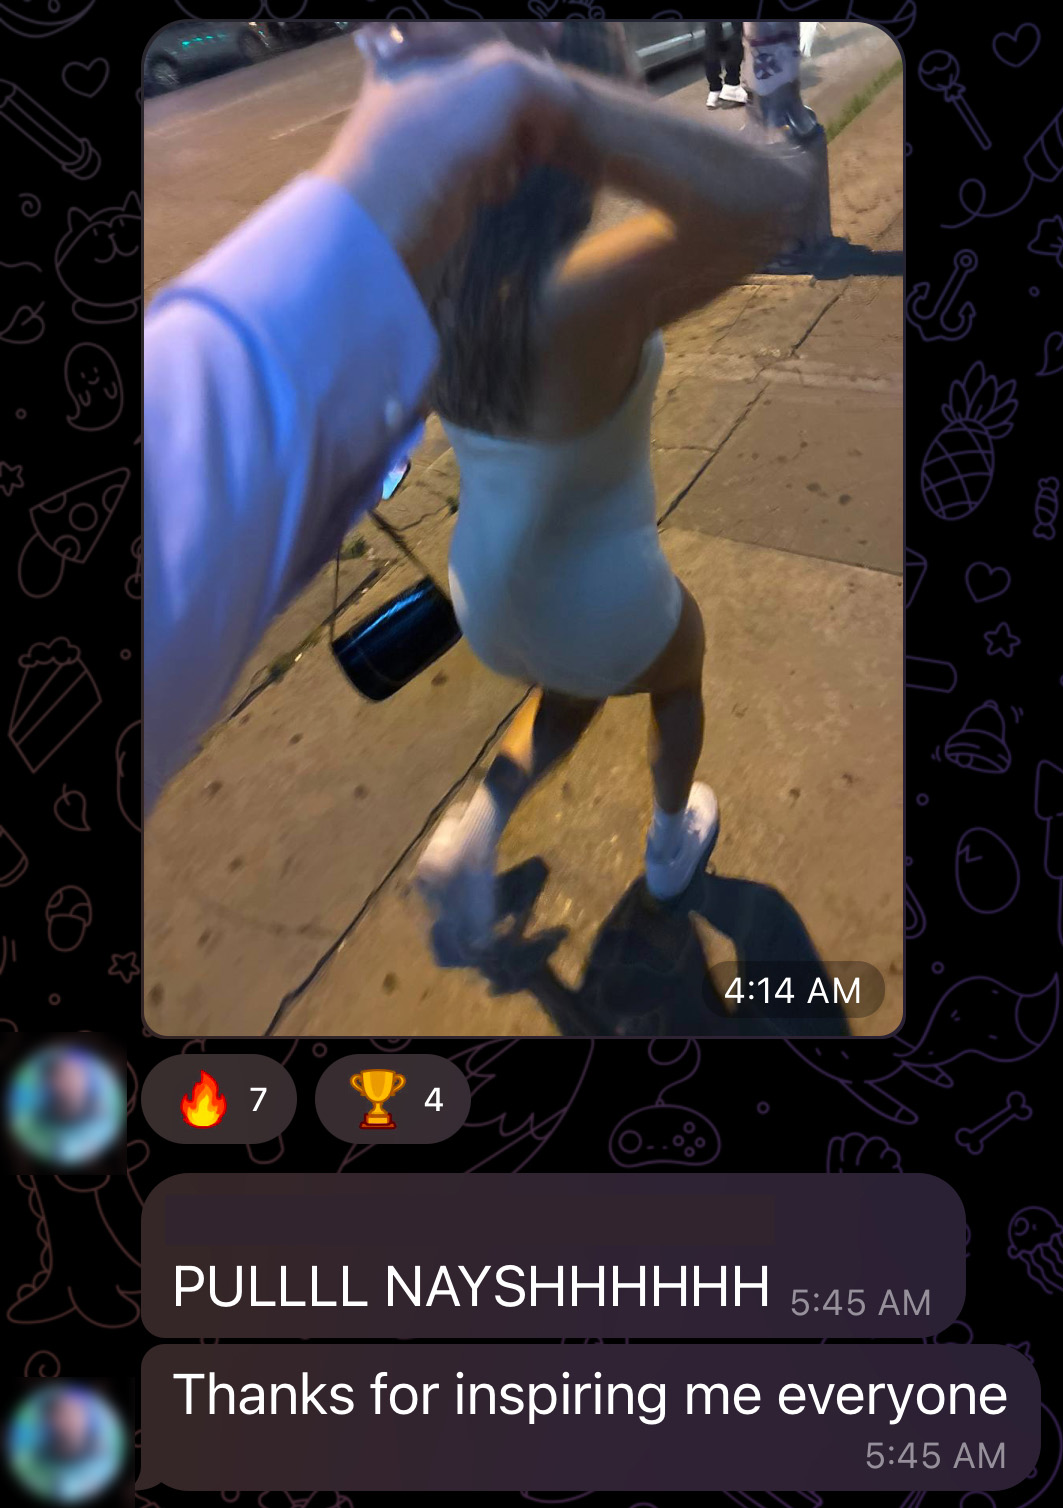 4:14 AM
🔥 7 🏆 4
PULLLL NAYSHHHHHH 5:45 AM
Thanks for inspiring me everyone
5:45 AM